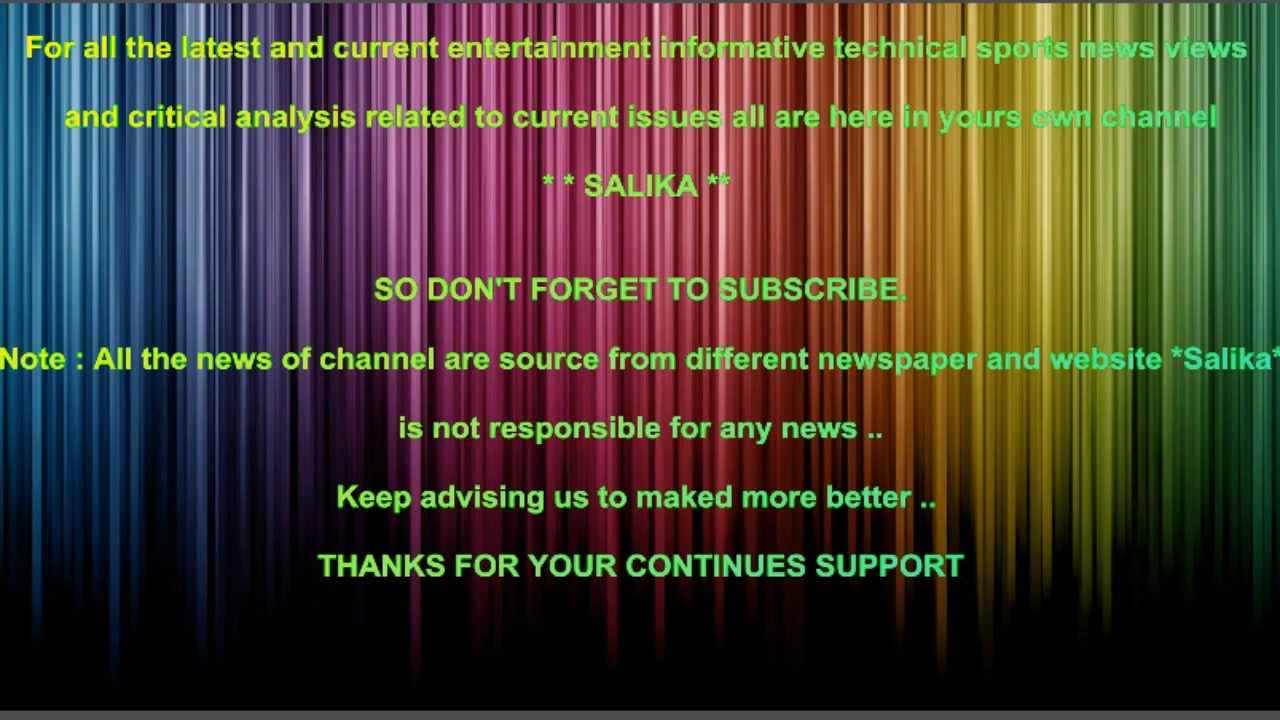 For all the latest and current entertainment informative technical sports news views
and critical analysis related to current issues all are here in yours own channel
* * SALIKA **
SO DON'T FORGET TO SUBSCRIBE.
Note : All the news of channel are source from different newspaper and website *Salika*
is not responsible for any news ..
Keep advising us to maked more better ..
THANKS FOR YOUR CONTINUES SUPPORT